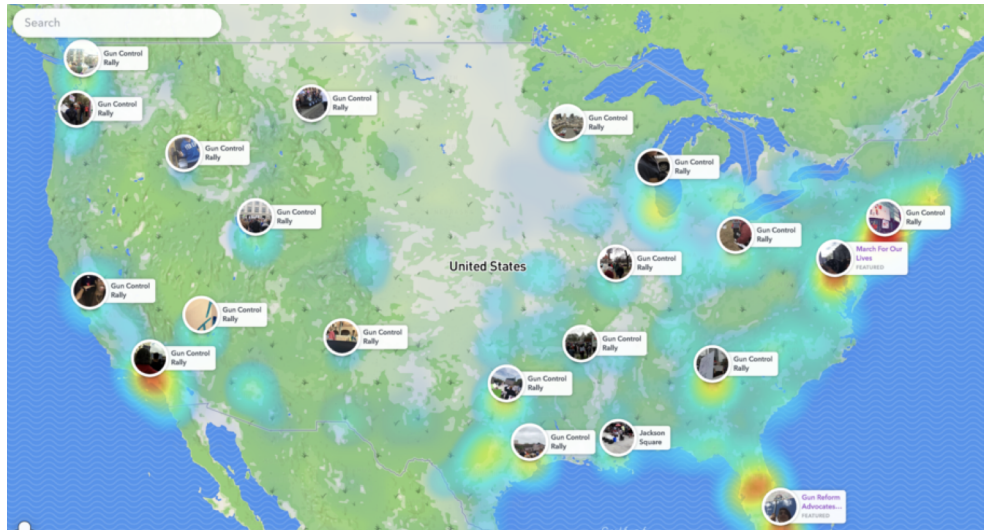 Search
Gun Control
Rally
Gun Control
Rally
Gun Control
Rally
Gun Control
Rally
Gun Control
Rally
Gun Control
Rally
Gun Control
Rally
Gun Control
Rally
Gun Control
Rally
March For Our
Lives
FEATURED
Gun Control
Rally
Gun Control
Rally
United States
Gun Control
Rally
Gun Control
Rally
Gun Control
Rally
Gun Control
Rally
Gun Control
Rally
Gun Control
Rally
Gun Control
Rally
Jackson
Square
Gun Control
Rally
Gun Reform
Advocates...
FEATURED